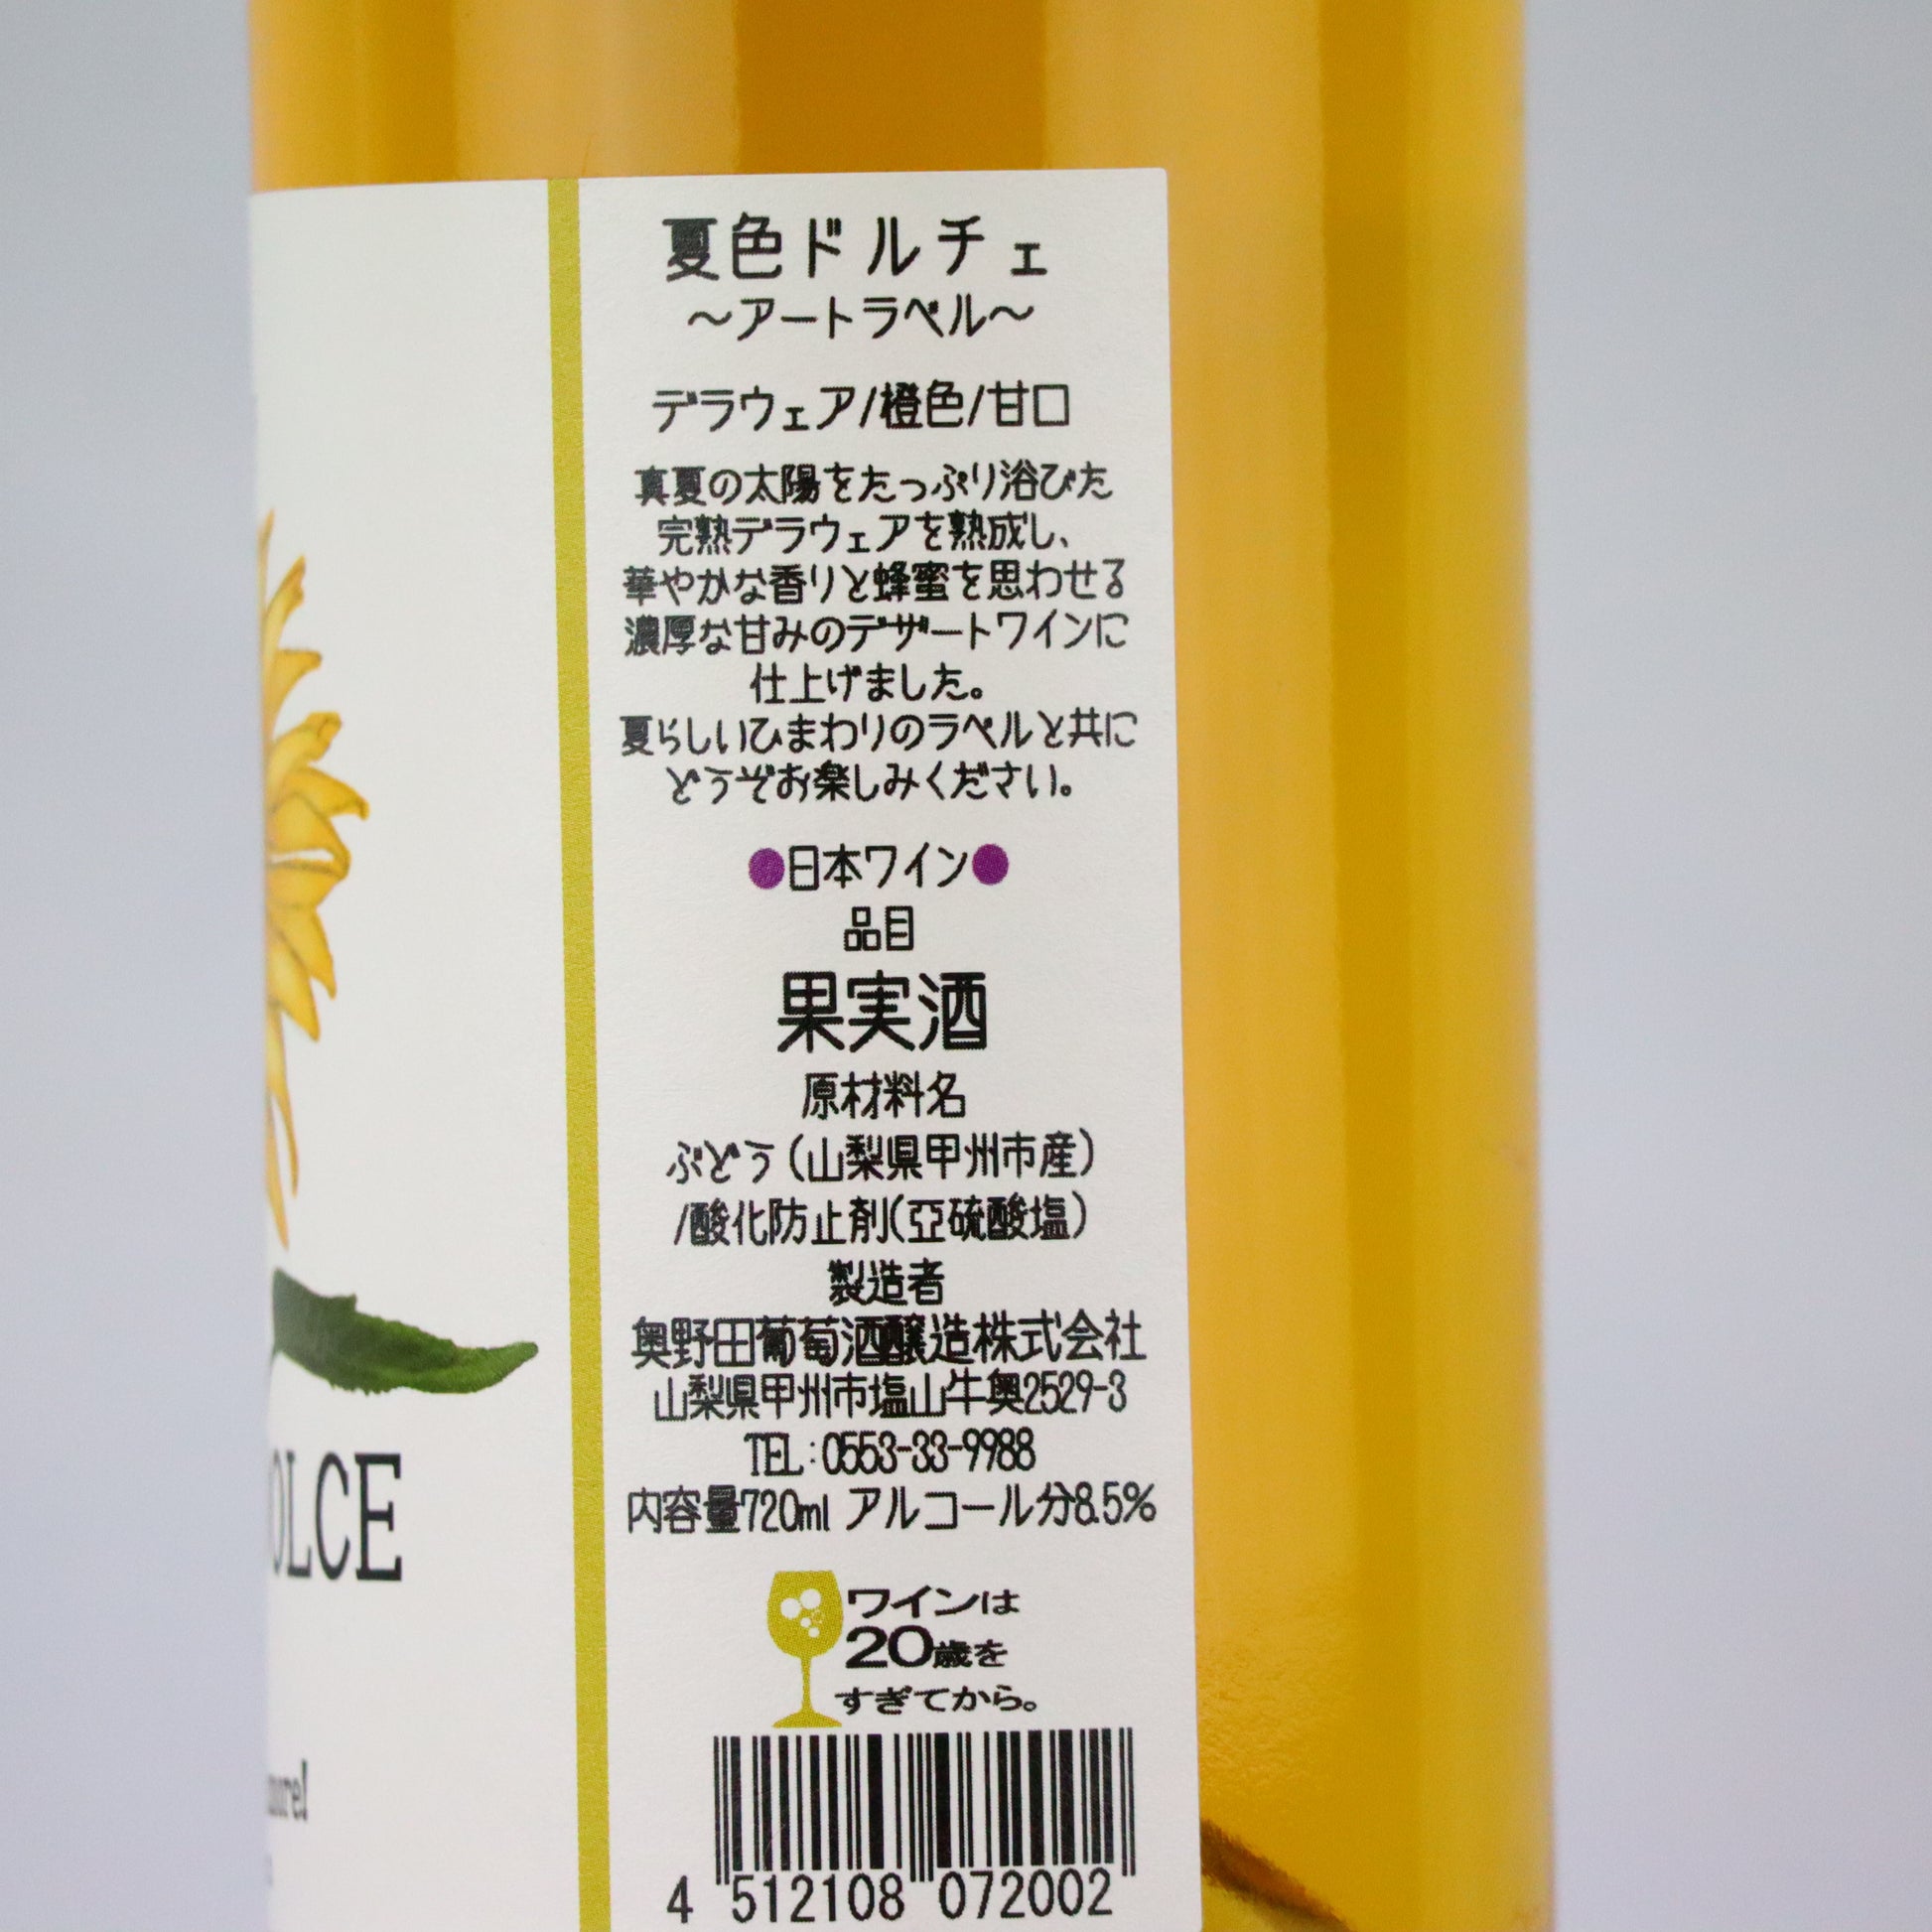 夏色ドルチェ
～アートラベル～
デラウェア/橙色/甘口
真夏の太陽をたっぷり浴びた
完熟デラウェアを熟成し、
華やかな香りと蜂蜜を思わせる
濃厚な甘みのデザートワインに
仕上げました。
夏らしいひまわりのラベルと共に
どうぞお楽しみください。
●日本ワイン●
品目
果実酒
原材料名
ぶどう(山梨県甲州市産)
/酸化防止剤(亞硫酸塩)
製造者
奥野田葡萄酒醸造株式会社
山梨県甲州市塩山牛奥2529-3
TEL:0553-33-9988
内容量720ml アルコール分8.5%
ワインは
20歳を
すぎてから。
4 512108 072002
OLCE